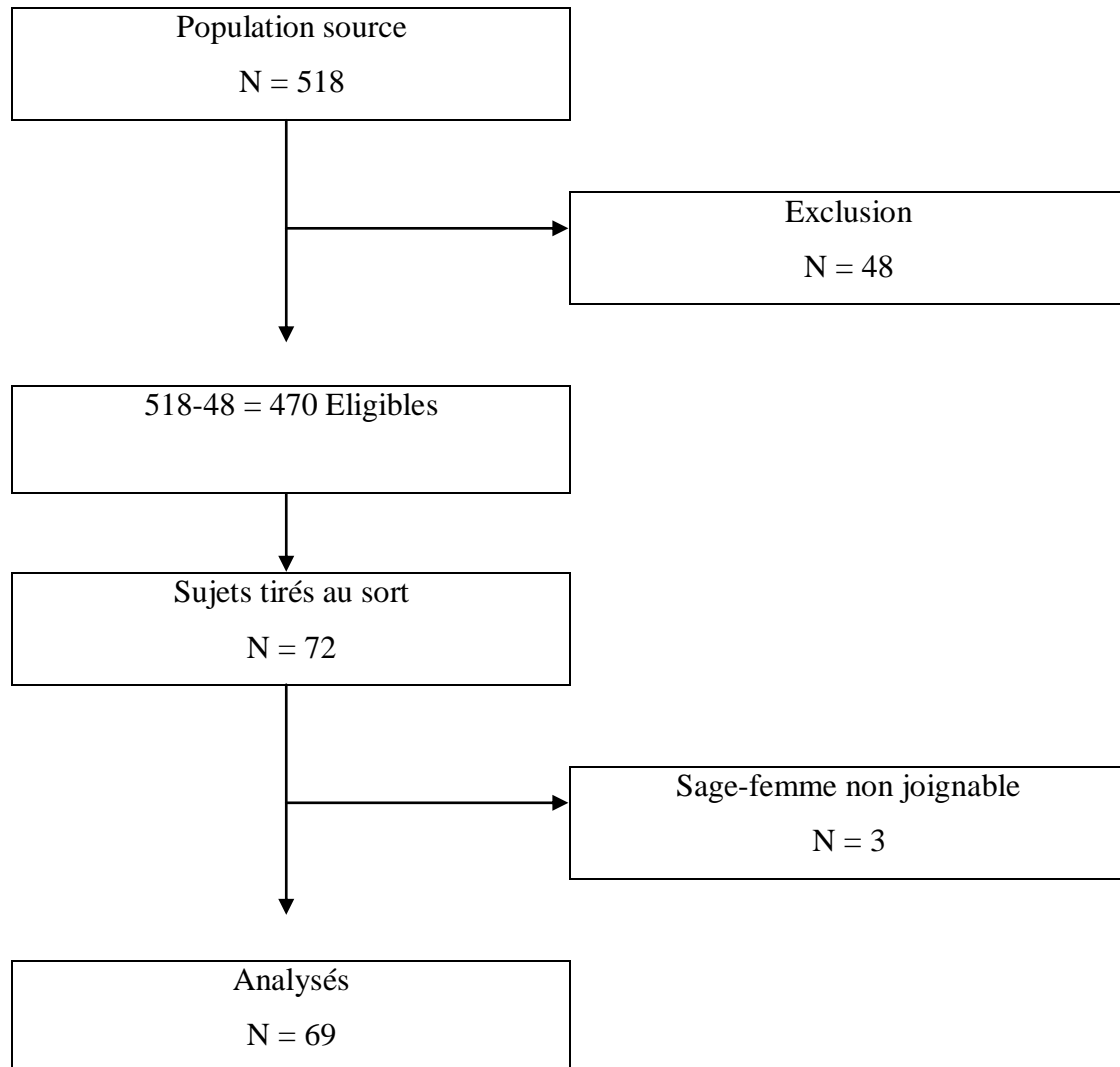 Population source
N = 518
Exclusion
N = 48
518-48 = 470 Eligibles
Sujets tirés au sort
N = 72
Sage-femme non joignable
N = 3
Analysés
N = 69